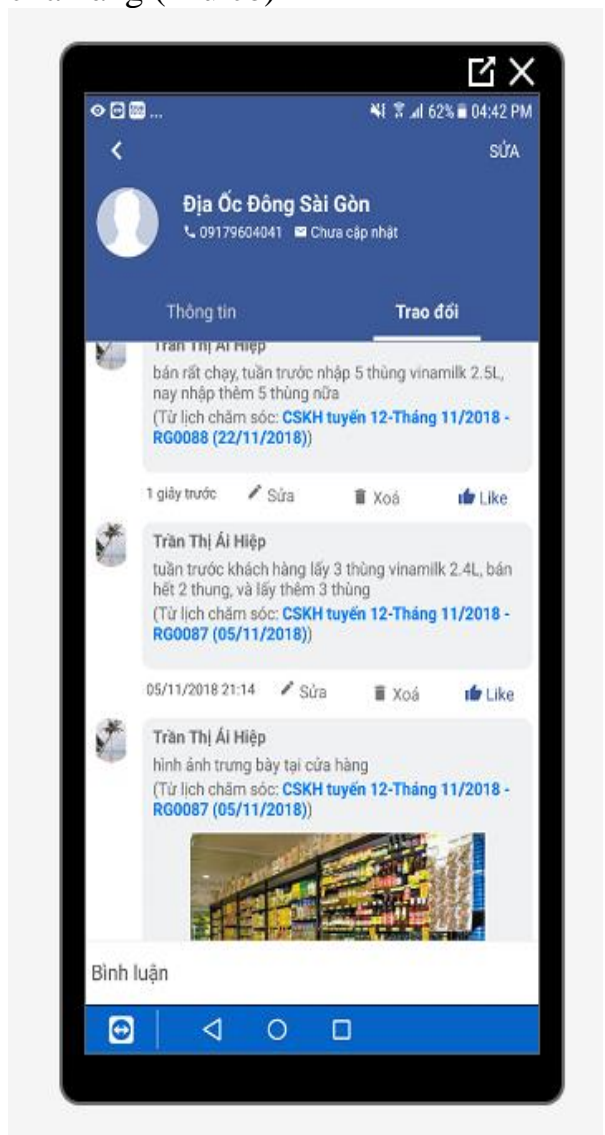 ... 62% 04:42 PM
SỬA
Địa Ốc Đông Sài Gòn
09179604041 Chưa cập nhật
Thông tin Trao đổi
Trần Thị Ái Hiệp
bán rất chạy, tuần trước nhập 5 thùng vinamilk 2.5L,
nay nhập thêm 5 thùng nữa
(Từ lịch chăm sóc: CSKH tuyến 12-Tháng 11/2018 -
RG0088 (22/11/2018))
1 giây trước Sửa Xoá Like
Trần Thị Ái Hiệp
tuần trước khách hàng lấy 3 thùng vinamilk 2.4L, bán
hết 2 thung, và lấy thêm 3 thùng
(Từ lịch chăm sóc: CSKH tuyến 12-Tháng 11/2018 -
RG0087 (05/11/2018))
05/11/2018 21:14 Sửa Xoá Like
Trần Thị Ái Hiệp
hình ảnh trưng bày tại cửa hàng
(Từ lịch chăm sóc: CSKH tuyến 12-Tháng 11/2018 -
RG0087 (05/11/2018))
Bình luận